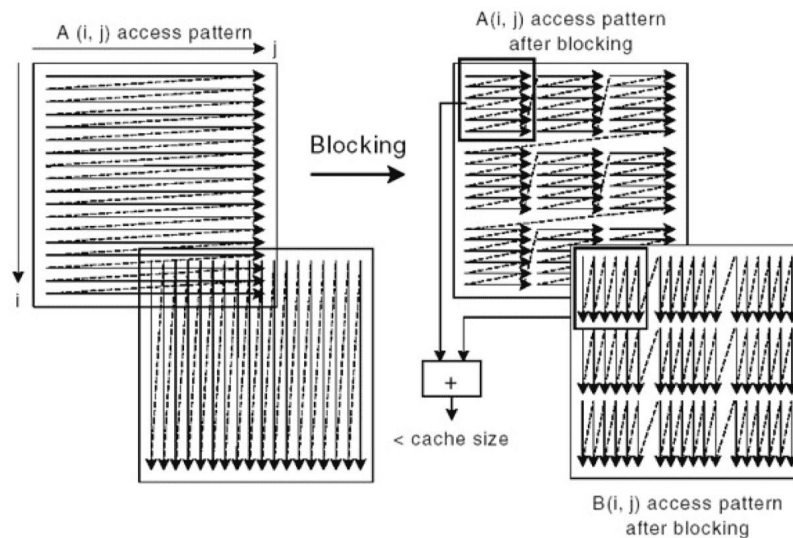 A (i, j) access pattern
j
i
Blocking
A(i, j) access pattern
after blocking
+
< cache size
B(i, j) access pattern
after blocking